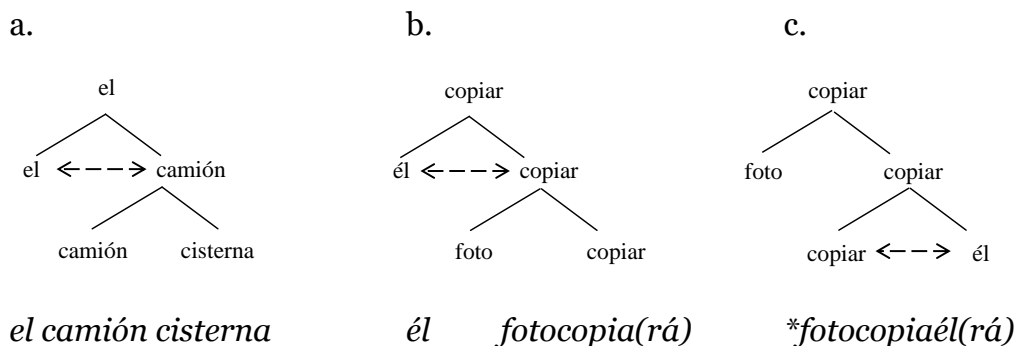 a. b. c.
el copiar copiar
el camión él copiar foto copiar
camión cisterna foto copiar copiar él
el camión cisterna él fotocopia(rá) *fotocopiaél(rá)